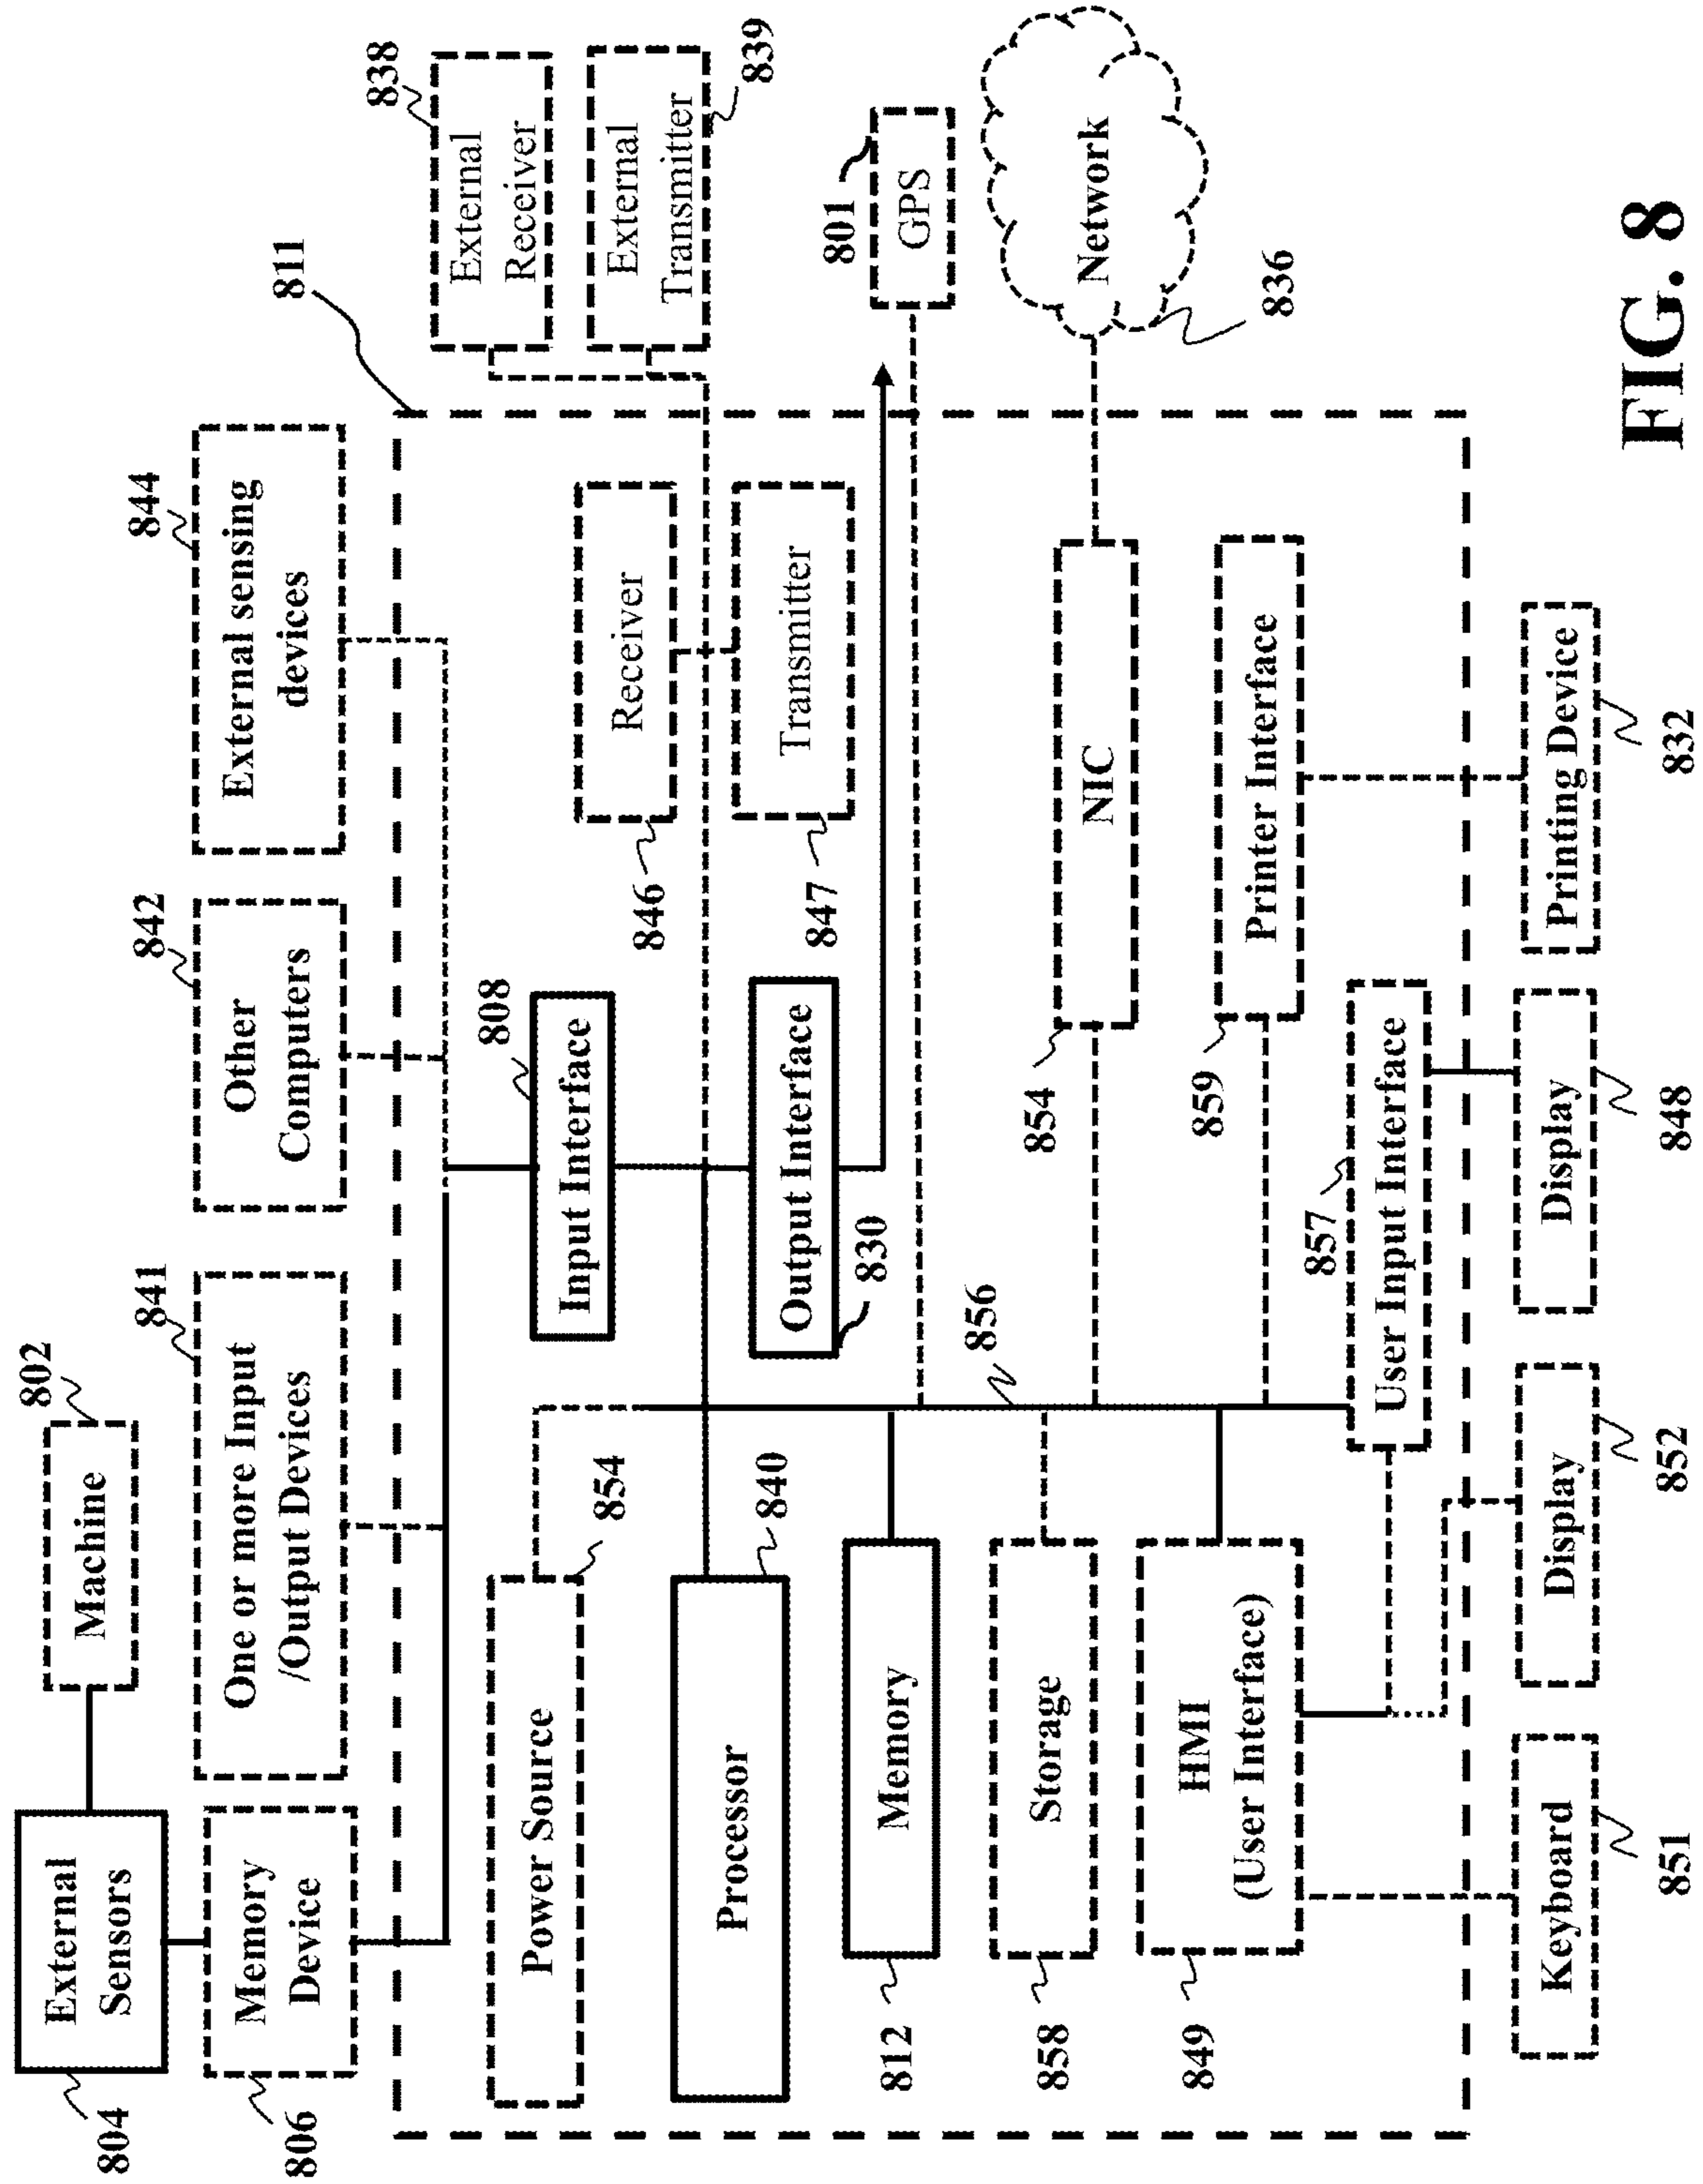 802
Machine
804
External
Sensors
841
842
844
One or more Input
/Output Devices
Other
Computers
External sensing
devices
806
Memory
Device
811
838
External
Receiver
839
External
Transmitter
Power Source
854
808
Input Interface
846
Receiver
Processor
840
Output Interface
830
847
Transmitter
801
GPS
812
Memory
856
854
NIC
Network
836
858
Storage
859
Printer Interface
849
HMI
(User Interface)
857
User Input Interface
Keyboard
851
Display
852
Display
848
Printing Device
832
FIG. 8